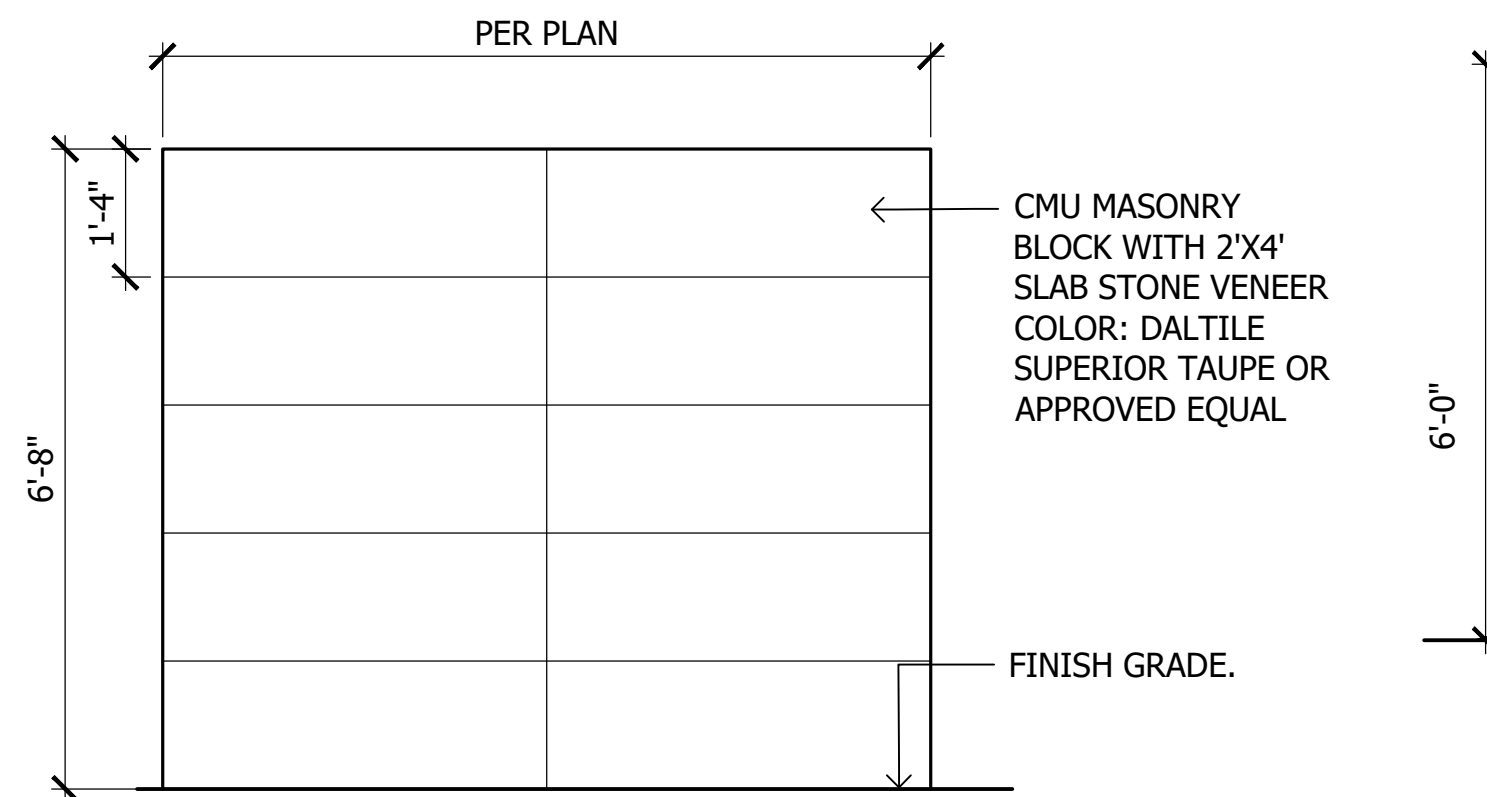 PER PLAN
1'-4"
6'-8"
CMU MASONRY
BLOCK WITH 2'X4'
SLAB STONE VENEER
COLOR: DALTILE
SUPERIOR TAUPE OR
APPROVED EQUAL
6'-0"
FINISH GRADE.